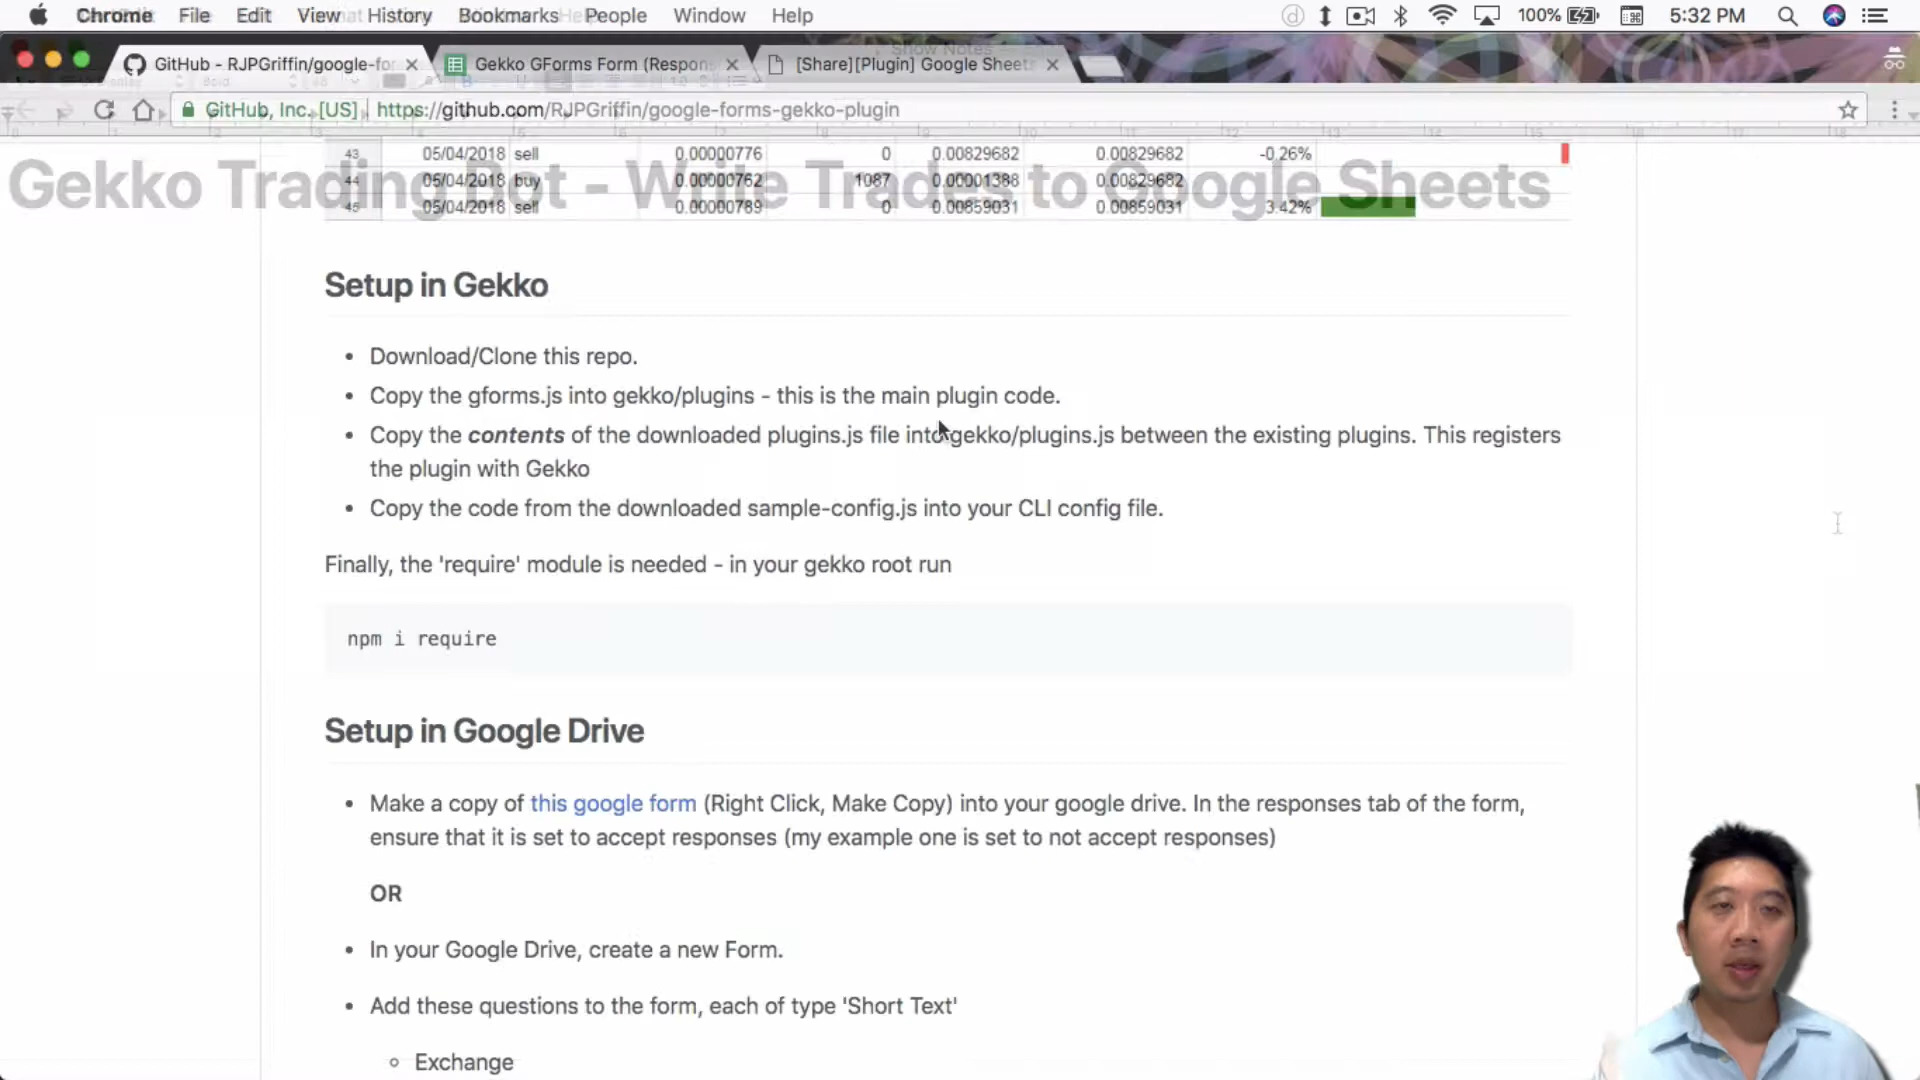 Chrome File Edit View History Bookmarks People Window Help 100% 5:32 PM
Show Notes
GitHub - RJPGriffin/google-for Gekko GForms Form (Respons [Share][Plugin] Google Sheets
GitHub, Inc. [US] https://github.com/RJPGriffin/google-forms-gekko-plugin
43 05/04/2018 sell 0.00000776 0 0.00829682 0.00829682 -0.26%
Gekko Trading Bot - Write Trades to Google Sheets
44 05/04/2018 buy 0.00000762 1087 0.00001388 0.00829682
45 05/04/2018 sell 0.00000789 0 0.00859031 0.00859031 3.42%
Setup in Gekko
Download/Clone this repo.
Copy the gforms.js into gekko/plugins - this is the main plugin code.
Copy the contents of the downloaded plugins.js file into gekko/plugins.js between the existing plugins. This registers
the plugin with Gekko
Copy the code from the downloaded sample-config.js into your CLI config file.
Finally, the 'require' module is needed - in your gekko root run
npm i require
Setup in Google Drive
Make a copy of this google form (Right Click, Make Copy) into your google drive. In the responses tab of the form,
ensure that it is set to accept responses (my example one is set to not accept responses)
OR
In your Google Drive, create a new Form.
Add these questions to the form, each of type 'Short Text'
Exchange